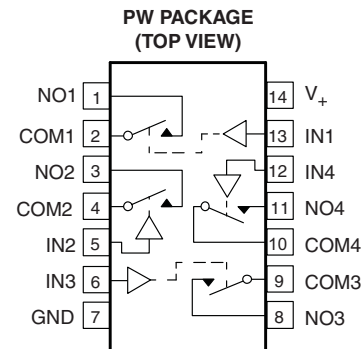 PW PACKAGE
(TOP VIEW)
NO1 1
COM1 2
NO2 3
COM2 4
IN2 5
IN3 6
GND 7
14 V+
13 IN1
12 IN4
11 NO4
10 COM4
9 COM3
8 NO3